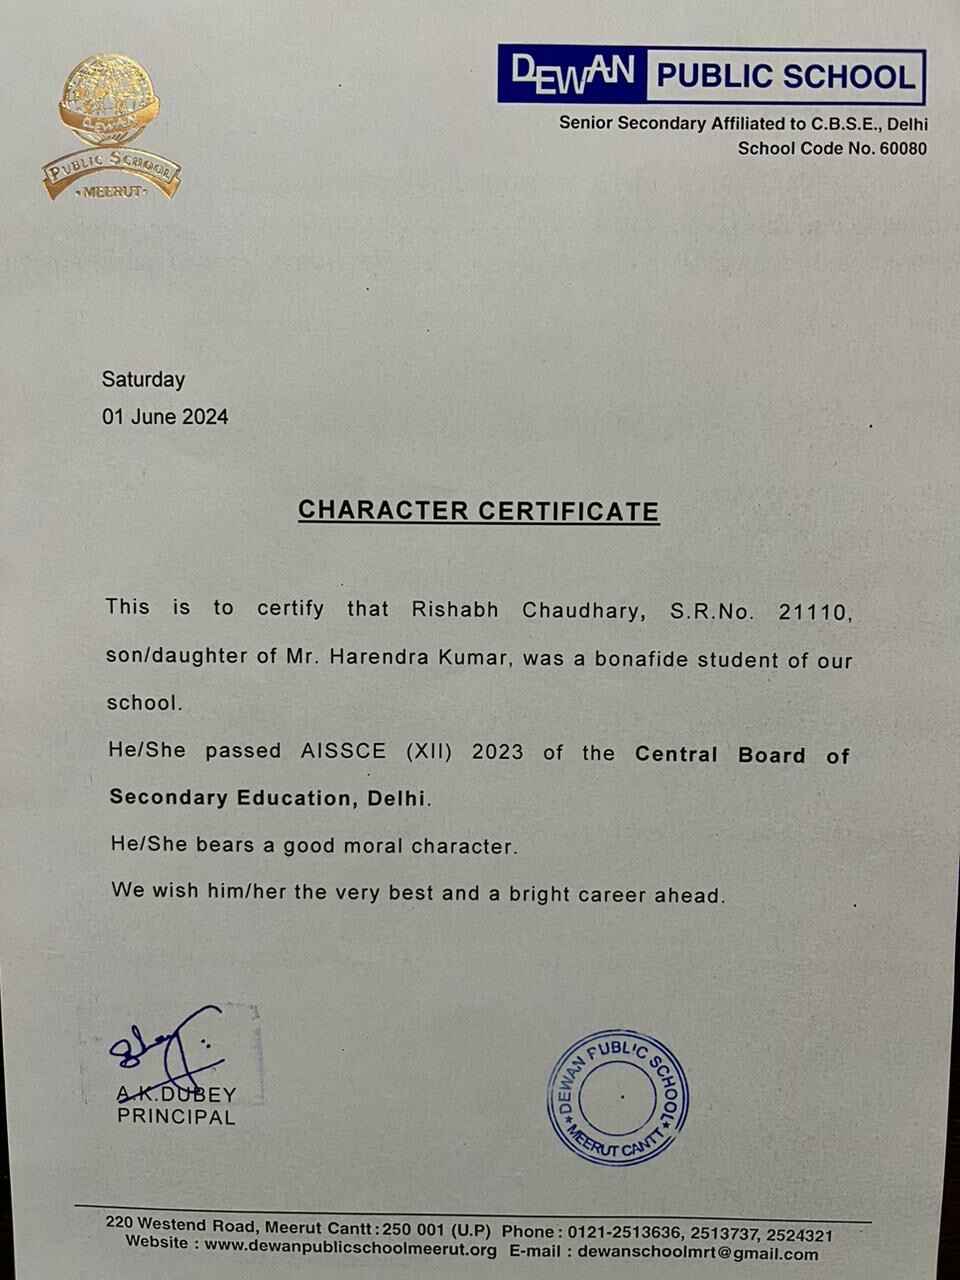 DEWAN
PUBLIC SCHOOL
MEERUT
DEWAN PUBLIC SCHOOL
Senior Secondary Affiliated to C.B.S.E., Delhi
School Code No. 60080
Saturday
01 June 2024
CHARACTER CERTIFICATE
This is to certify that Rishabh Chaudhary, S.R.No. 21110,
son/daughter of Mr. Harendra Kumar, was a bonafide student of our
school.
He/She passed AISSCE (XII) 2023 of the Central Board of
Secondary Education, Delhi.
He/She bears a good moral character.
We wish him/her the very best and a bright career ahead.
A.K.DUBEY
PRINCIPAL
DEWAN PUBLIC SCHOOL
★ MEERUT CANTT ★
220 Westend Road, Meerut Cantt : 250 001 (U.P) Phone : 0121-2513636, 2513737, 2524321
Website : www.dewanpublicschoolmeerut.org E-mail : dewanschoolmrt@gmail.com